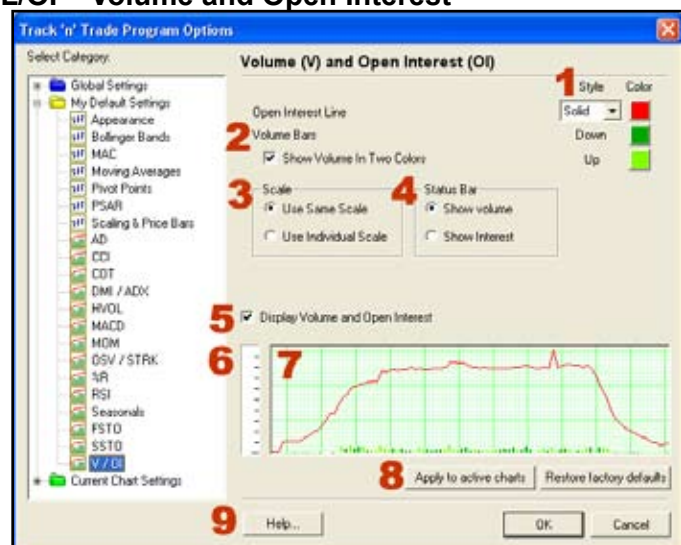 Volume and Open Interest
Track 'n' Trade Program Options
Select Category:
Global Settings
My Default Settings
Appearance
Bollinger Bands
MAC
Moving Averages
Pivot Points
PSAR
Scaling & Price Bars
AD
CCI
COT
DMI / ADX
HVOL
MACD
MOM
OSV / STRK
%R
RSI
Seasonals
FSTO
SSTO
V / OI
Current Chart Settings
Volume (V) and Open Interest (OI)
1 Style Color
Open Interest Line Solid
2 Volume Bars Down
Show Volume In Two Colors Up
3 Scale
Use Same Scale
Use Individual Scale
4 Status Bar
Show volume
Show Interest
5 Display Volume and Open Interest
6 7
8 Apply to active charts Restore factory defaults
9 Help... OK Cancel